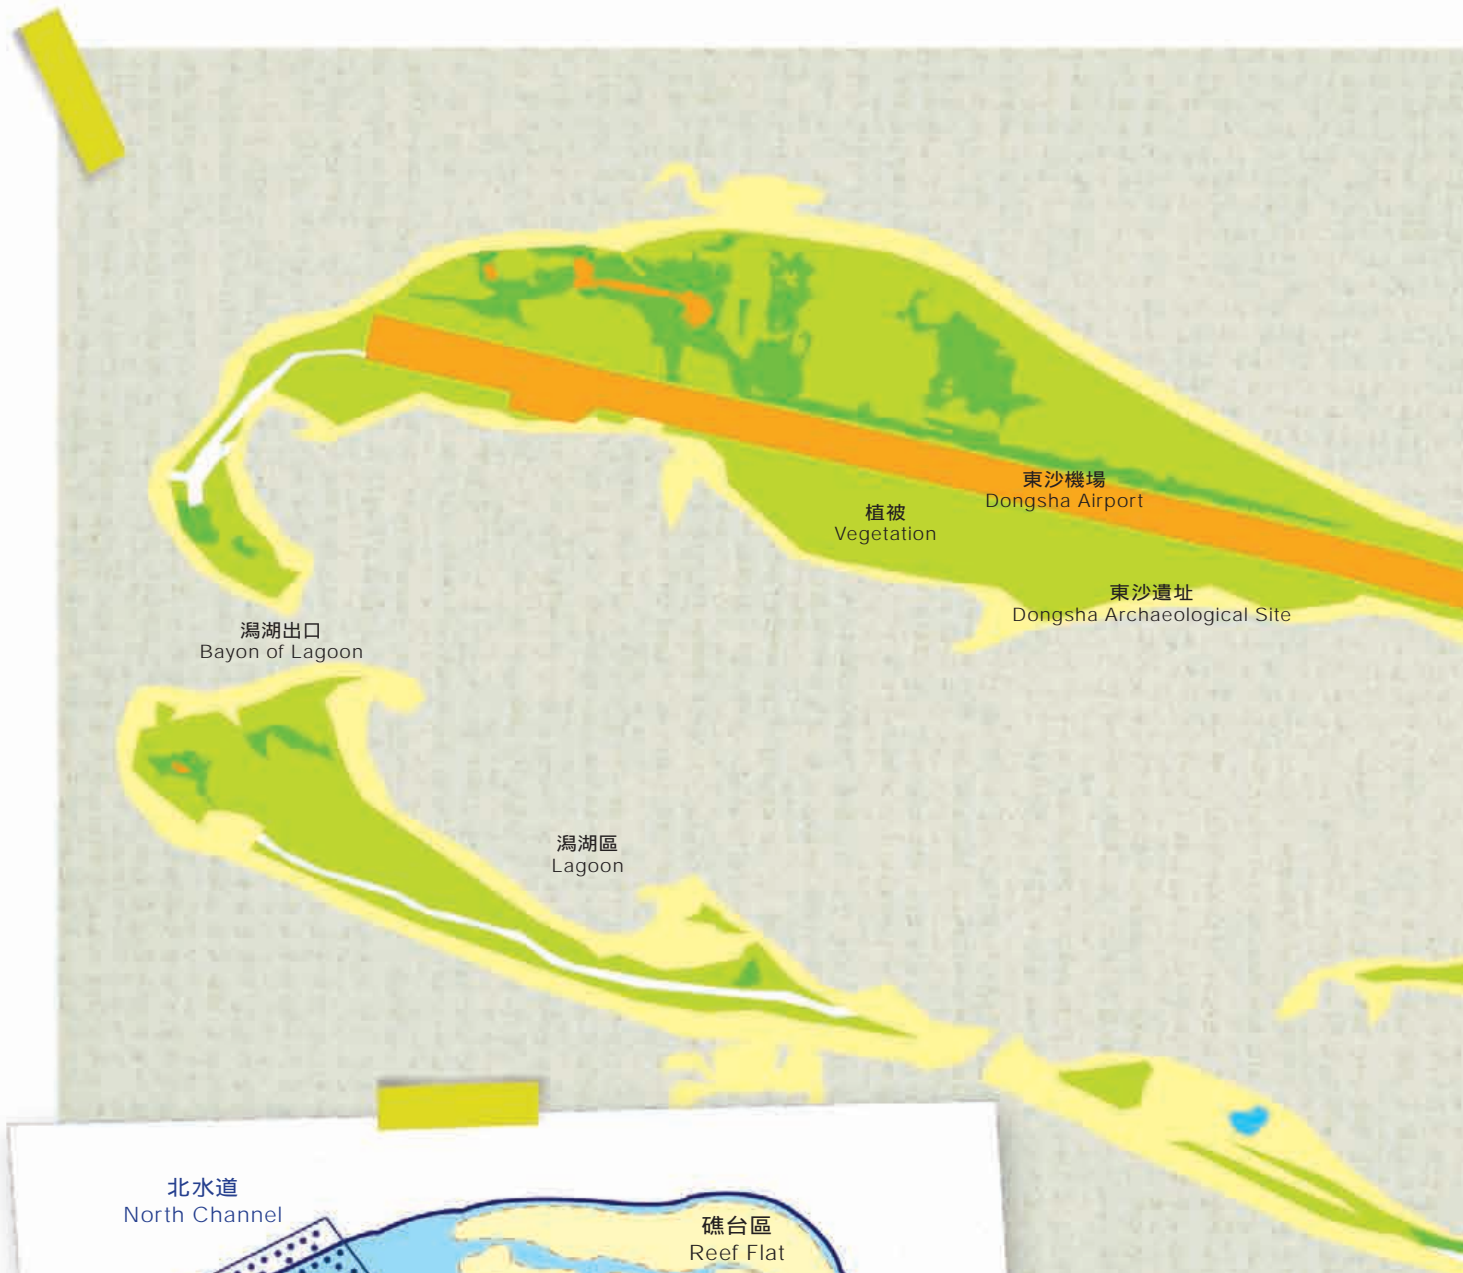 東沙機場
Dongsha Airport
植被
Vegetation
東沙遺址
Dongsha Archaeological Site
潟湖出口
Bayon of Lagoon
潟湖區
Lagoon
北水道
North Channel
礁台區
Reef Flat